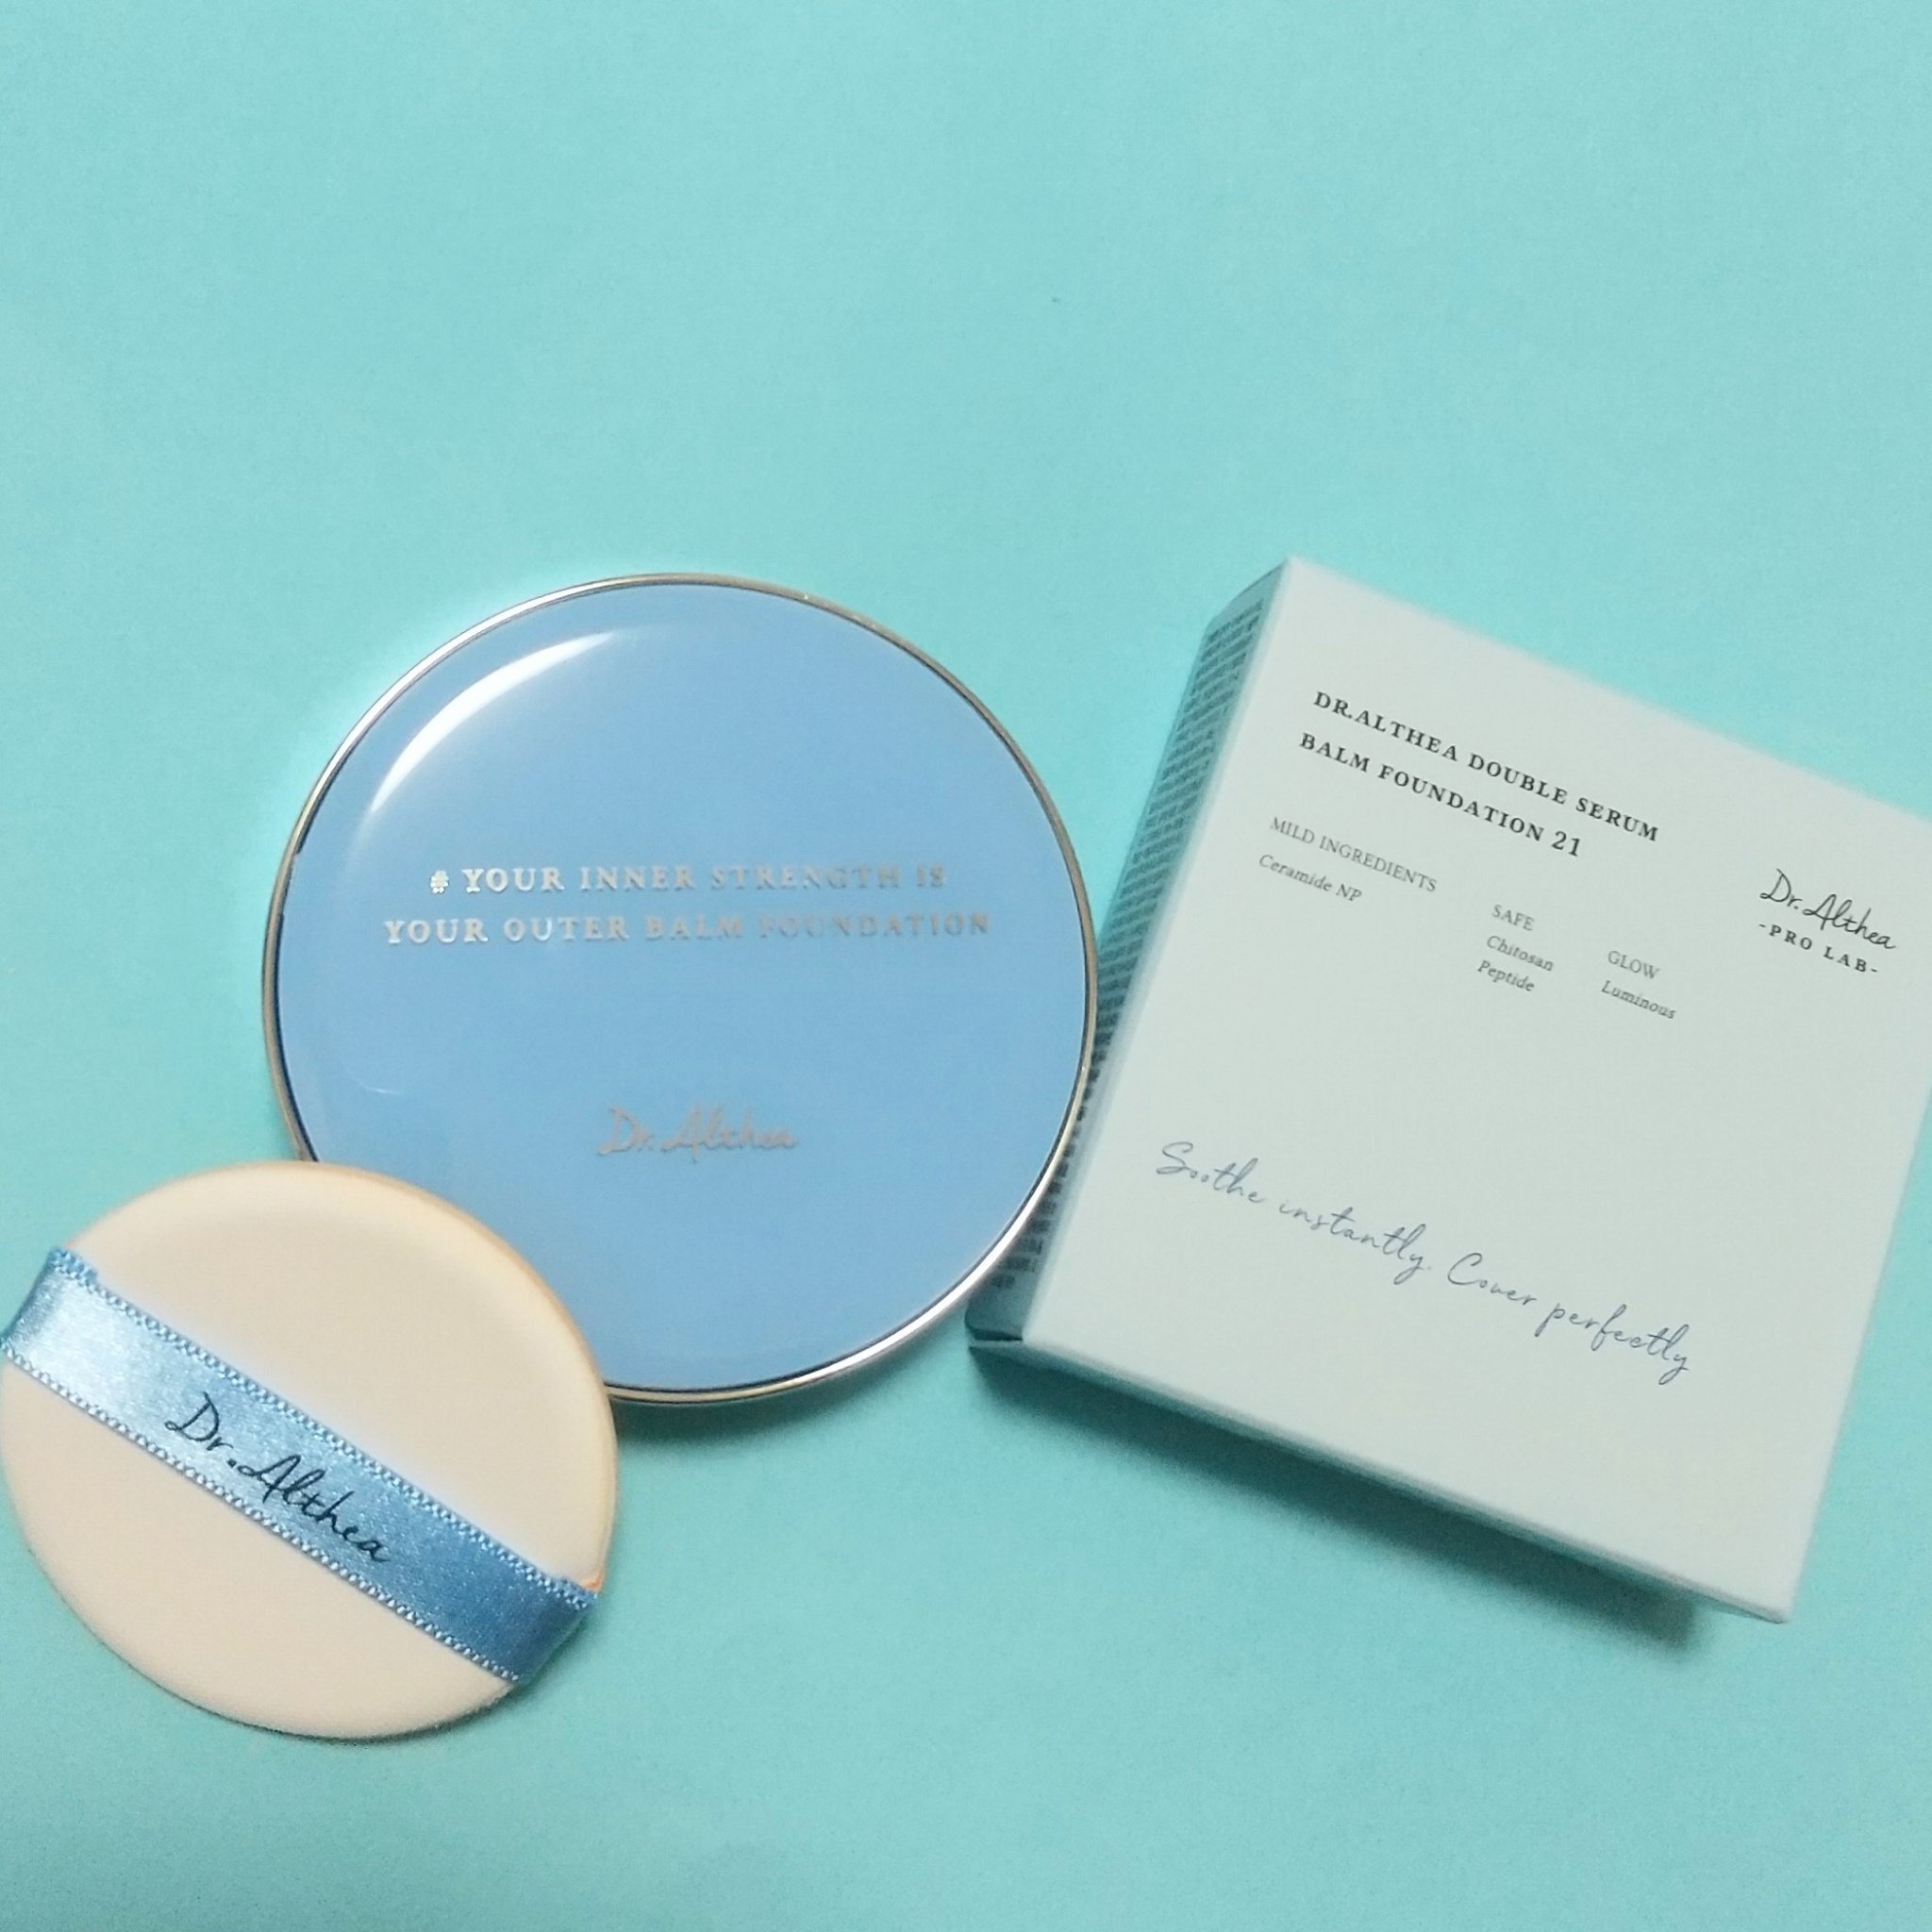 # YOUR INNER STRENGTH IS
YOUR OUTER BALM FOUNDATION
Dr. Althea
Dr. Althea
DR.ALTHEA DOUBLE SERUM
BALM FOUNDATION 21
MILD INGREDIENTS
Ceramide NP
SAFE
Chitosan
Peptide
GLOW
Luminous
Dr. Althea
-PRO LAB-
Soothe instantly. Cover perfectly